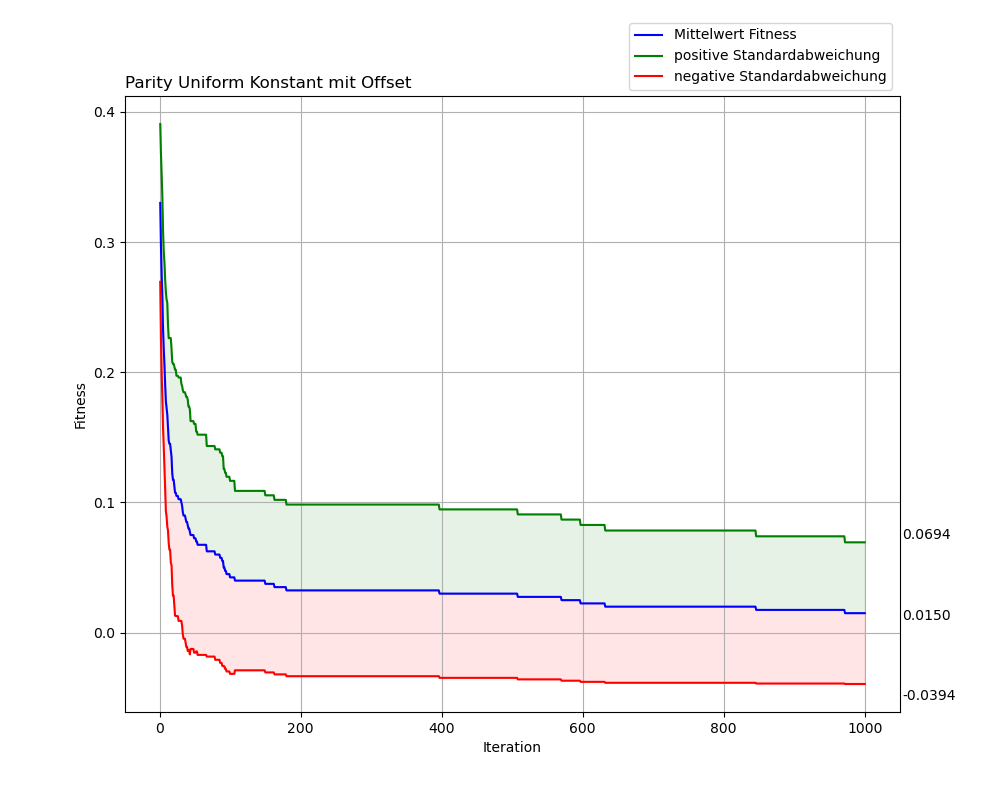 Mittelwert Fitness
positive Standardabweichung
negative Standardabweichung
Parity Uniform Konstant mit Offset
0.4
0.3
0.2
0.1
0.0
Fitness
0.0694
0.0150
-0.0394
0 200 400 600 800 1000
Iteration